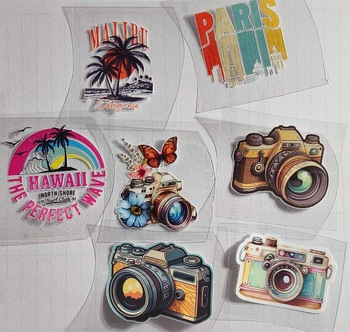 MALIBU
PARIS
HAWAII
NORTH SHORE
THE PERFECT WAVE